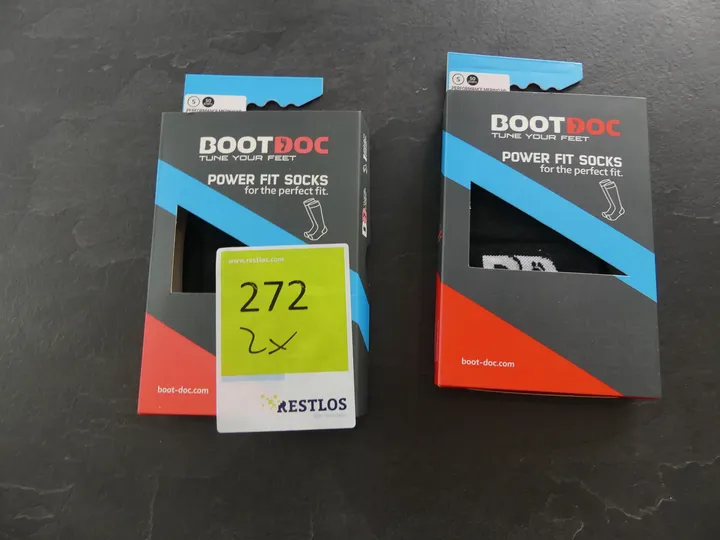 S
BOOTDOC
TUNE YOUR FEET
POWER FIT SOCKS
for the perfect fit.
www.restloc.com
272
2x
RESTLOS
boot-doc.com
S
BOOTDOC
TUNE YOUR FEET
POWER FIT SOCKS
for the perfect fit.
boot-doc.com